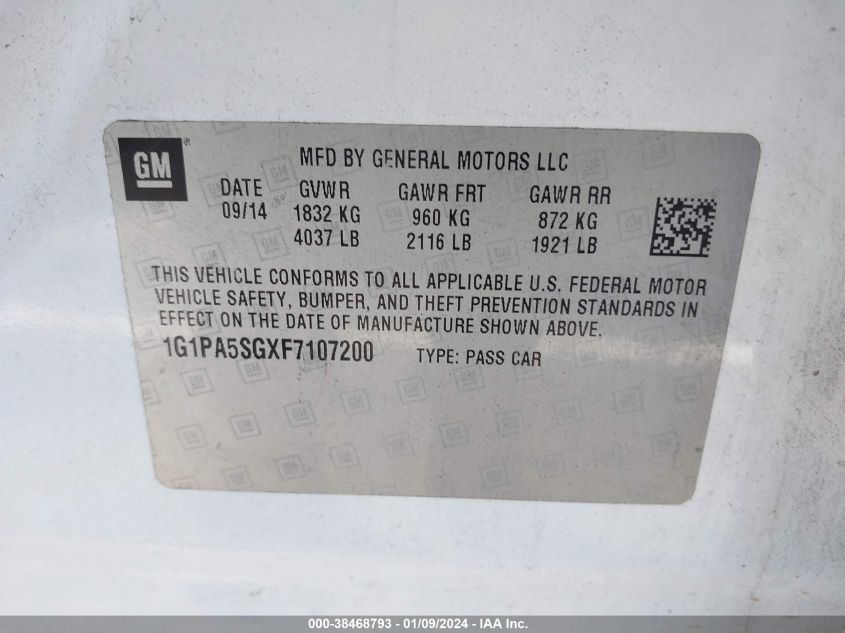 GM
MFD BY GENERAL MOTORS LLC
DATE GVWR GAWR FRT GAWR RR
09/14 1832 KG 960 KG 872 KG
4037 LB 2116 LB 1921 LB
THIS VEHICLE CONFORMS TO ALL APPLICABLE U.S. FEDERAL MOTOR
VEHICLE SAFETY, BUMPER, AND THEFT PREVENTION STANDARDS IN
EFFECT ON THE DATE OF MANUFACTURE SHOWN ABOVE.
1G1PA5SGXF7107200 TYPE: PASS CAR
000-38468793 - 01/09/2024 - IAA Inc.